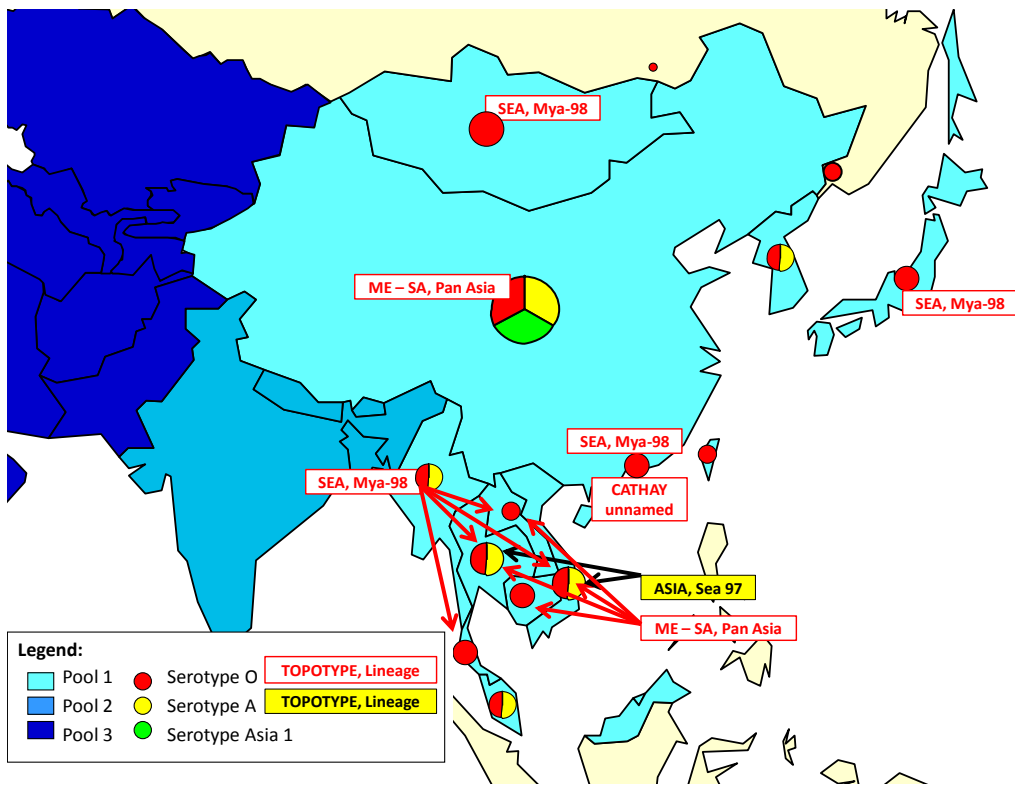 SEA, Mya-98
ME – SA, Pan Asia
SEA, Mya-98
SEA, Mya-98
SEA, Mya-98
CATHAY
unnamed
ASIA, Sea 97
ME – SA, Pan Asia
Legend:
Pool 1
Serotype O
TOPOTYPE, Lineage
Pool 2
Serotype A
TOPOTYPE, Lineage
Pool 3
Serotype Asia 1